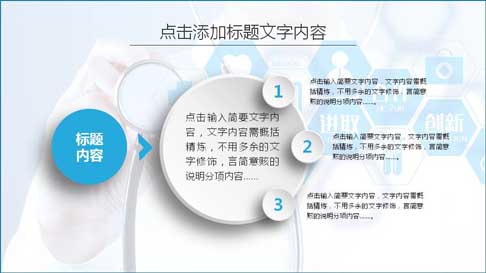 点击添加标题文字内容
标题
内容
点击输入简要文字内
容，文字内容需概括
精炼，不用多余的文
字修饰，言简意赅的
说明分项内容……
1
点击输入简要文字内容，文字内容需概
括精炼，不用多余的文字修饰，言简意
赅的说明分项内容……。
2
点击输入简要文字内容，文字内容需概
括精炼，不用多余的文字修饰，言简意
赅的说明分项内容……。
3
点击输入简要文字内容，文字内容需概
括精炼，不用多余的文字修饰，言简意
赅的说明分项内容……。
进取
创新